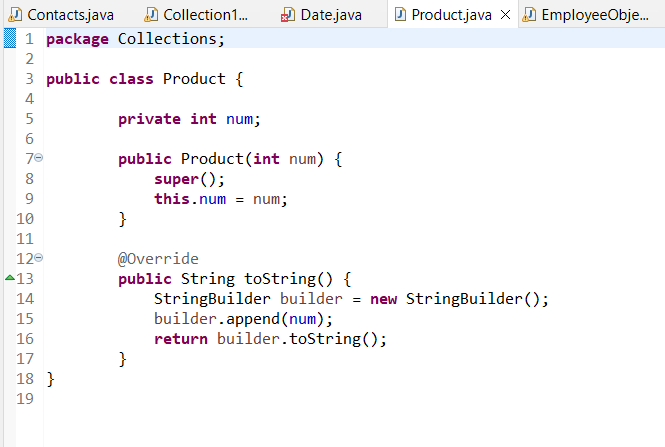 Contacts.java Collection1... Date.java Product.java EmployeeObje...
1 package Collections;
2
3 public class Product {
4
5 private int num;
6
7 public Product(int num) {
8 super();
9 this.num = num;
10 }
11
12 @Override
13 public String toString() {
14 StringBuilder builder = new StringBuilder();
15 builder.append(num);
16 return builder.toString();
17 }
18 }
19